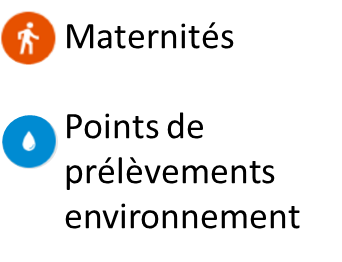 Maternités
Points de
prélèvements
environnement